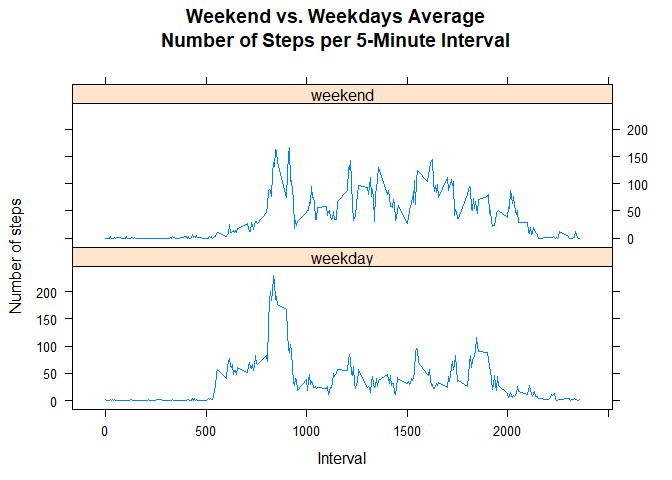 Weekend vs. Weekdays Average
Number of Steps per 5-Minute Interval
weekend
200
150
100
50
0
weekday
200
150
100
50
0
Number of steps
0 500 1000 1500 2000
Interval